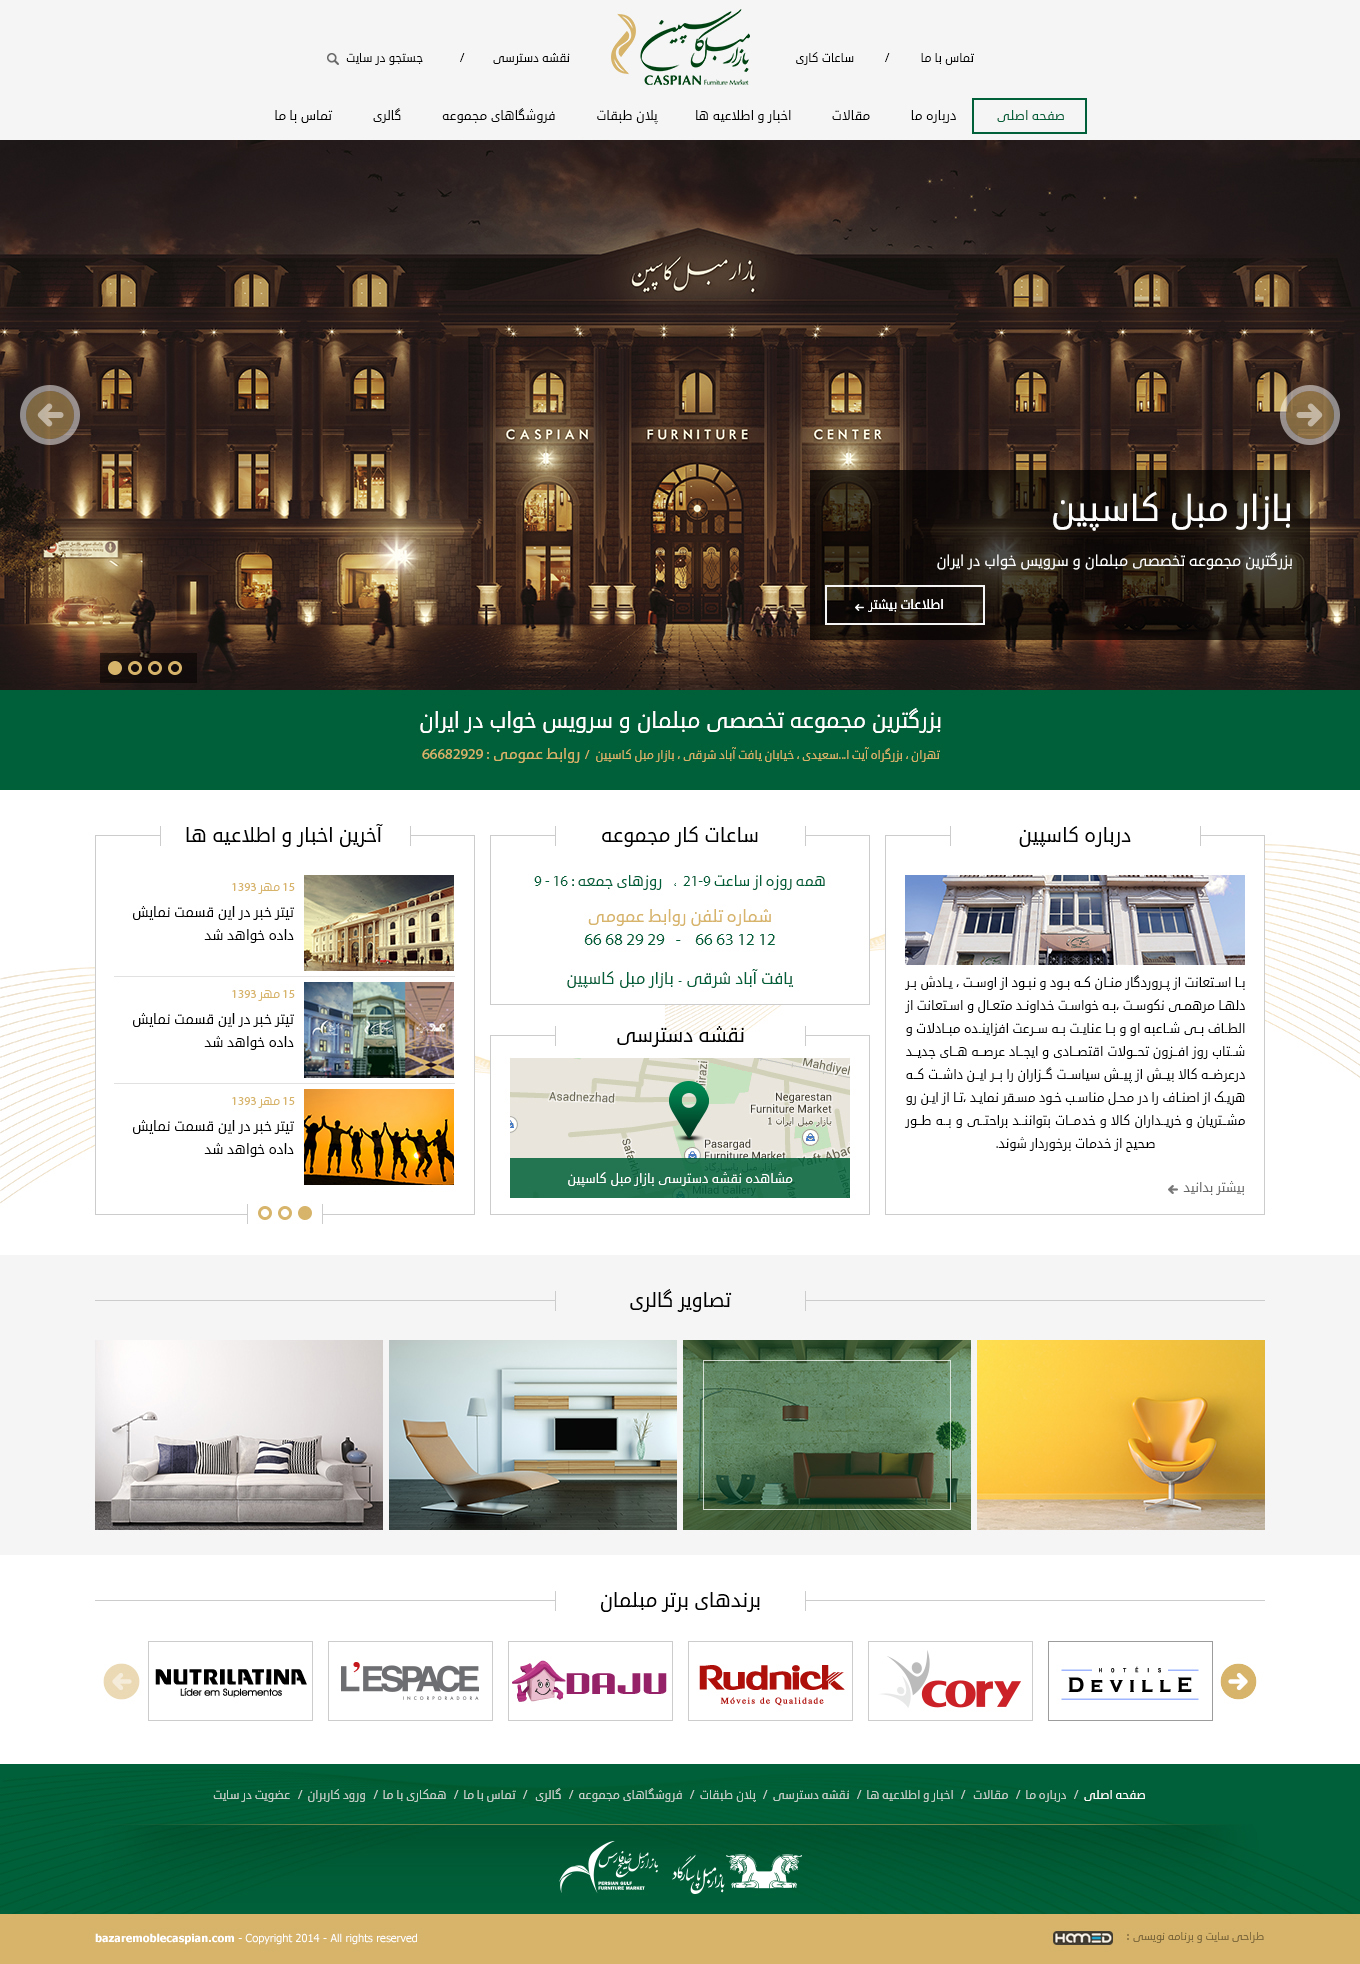 تماس با ما / ساعات کاری
بازار مبل کاسپین
CASPIAN Furniture Market
نقشه دسترسی / جستجو در سایت
صفحه اصلی
درباره ما
مقالات
اخبار و اطلاعیه ها
پلان طبقات
فروشگاهای مجموعه
گالری
تماس با ما
بازار مبل کاسپین
CASPIAN FURNITURE CENTER
بازار مبل کاسپین
بزرگترین مجموعه تخصصی مبلمان و سرویس خواب در ایران
اطلاعات بیشتر
بزرگترین مجموعه تخصصی مبلمان و سرویس خواب در ایران
تهران ، بزرگراه آیت ا...سعیدی ، خیابان یافت آباد شرقی ، بازار مبل کاسپین / روابط عمومی : 66682929
درباره کاسپین
با استعانت از پروردگار منان که بود و نبود از اوست ، یادش بر
دلها مرهمی نکوست ،به خواست خداوند متعال و استعانت از
الطاف بی شاعبه او و با عنایت به سرعت افزاینده مبادلات و
شتاب روز افزون تحولات اقتصادی و ایجاد عرصه های جدید
درعرضه کالا بیش از پیش سیاست گزاران را بر این داشت که
هریک از اصناف را در محل مناسب خود مسقر نماید ،تا از این رو
مشتریان و خریداران کالا و خدمات بتوانند براحتی و به طور
صحیح از خدمات برخوردار شوند.
بیشتر بدانید
ساعات کار مجموعه
همه روزه از ساعت 9-21 ، روزهای جمعه : 16 - 9
شماره تلفن روابط عمومی
66 68 29 29 - 66 63 12 12
یافت آباد شرقی - بازار مبل کاسپین
نقشه دسترسی
Mahdiyeh
Asadnezhad
Negarestan
Furniture Market
بازار مبل ایران 1
Pasargad
Furniture Market
Milad Gallery
مشاهده نقشه دسترسی بازار مبل کاسپین
آخرین اخبار و اطلاعیه ها
15 مهر 1393
تیتر خبر در این قسمت نمایش
داده خواهد شد
15 مهر 1393
تیتر خبر در این قسمت نمایش
داده خواهد شد
15 مهر 1393
تیتر خبر در این قسمت نمایش
داده خواهد شد
تصاویر گالری
برندهای برتر مبلمان
NUTRILATINA
Líder em Suplementos
L'ESPACE
INCORPORADORA
DAJU
Rudnick
Móveis de Qualidade
cory
HOTÉIS
DEVILLE
صفحه اصلی / درباره ما / مقالات / اخبار و اطلاعیه ها / نقشه دسترسی / پلان طبقات / فروشگاهای مجموعه / گالری / تماس با ما / همکاری با ما / ورود کاربران / عضویت در سایت
بازار مبل پاسارگاد
بازار مبل خلیج فارس
PERSIAN GULF
FURNITURE MARKET
طراحی سایت و برنامه نویسی : HAMED
bazaremoblecaspian.com - Copyright 2014 - All rights reserved